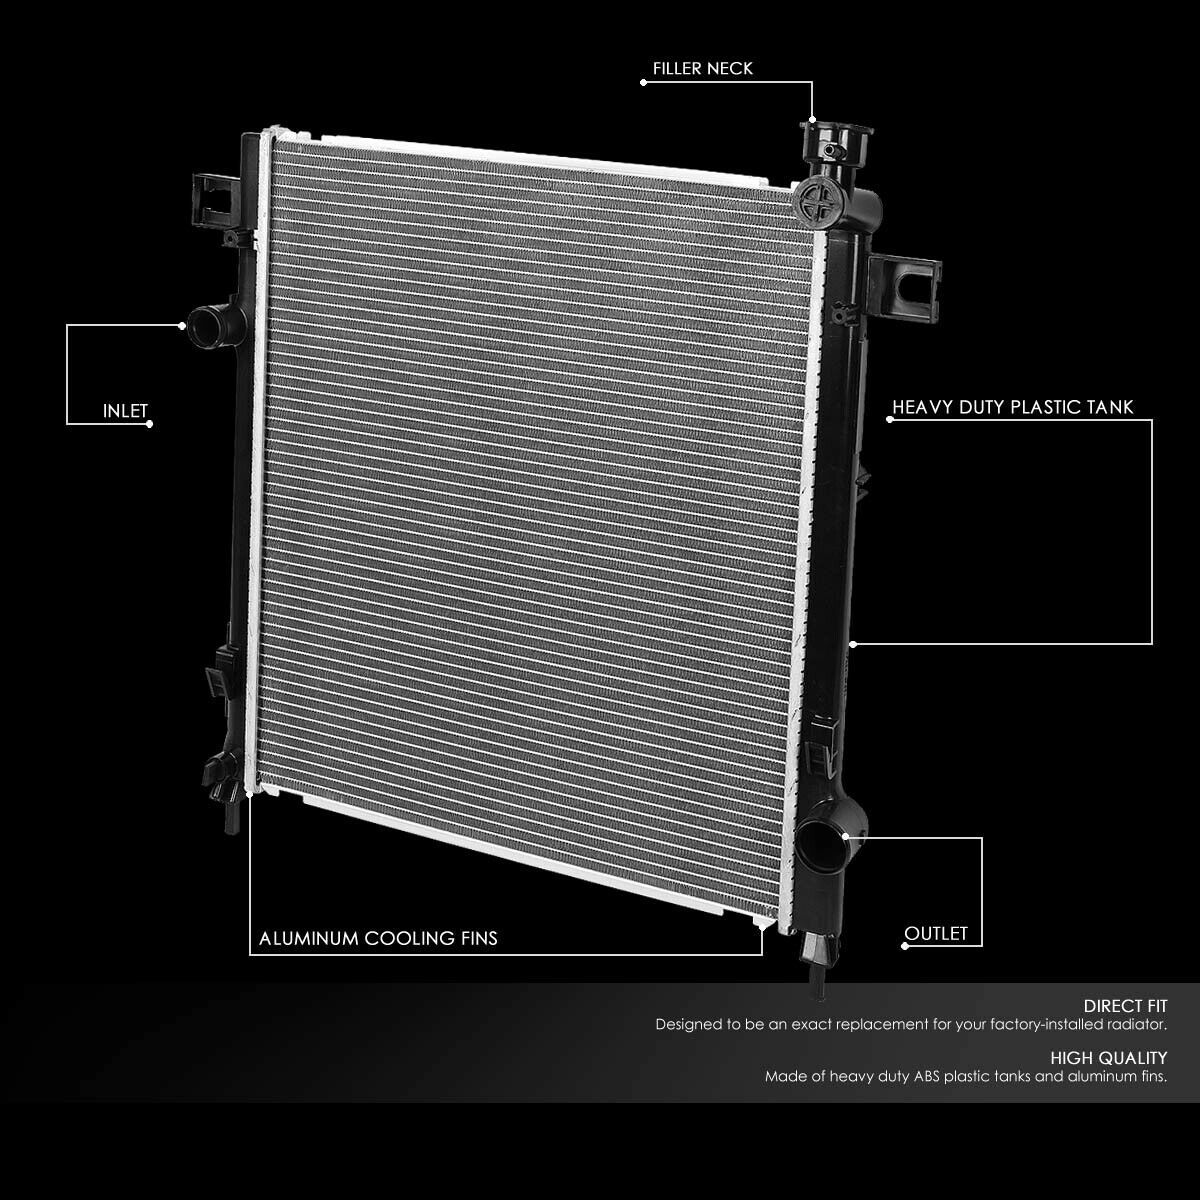 FILLER NECK
INLET
HEAVY DUTY PLASTIC TANK
ALUMINUM COOLING FINS
OUTLET
DIRECT FIT
Designed to be an exact replacement for your factory-installed radiator.
HIGH QUALITY
Made of heavy duty ABS plastic tanks and aluminum fins.